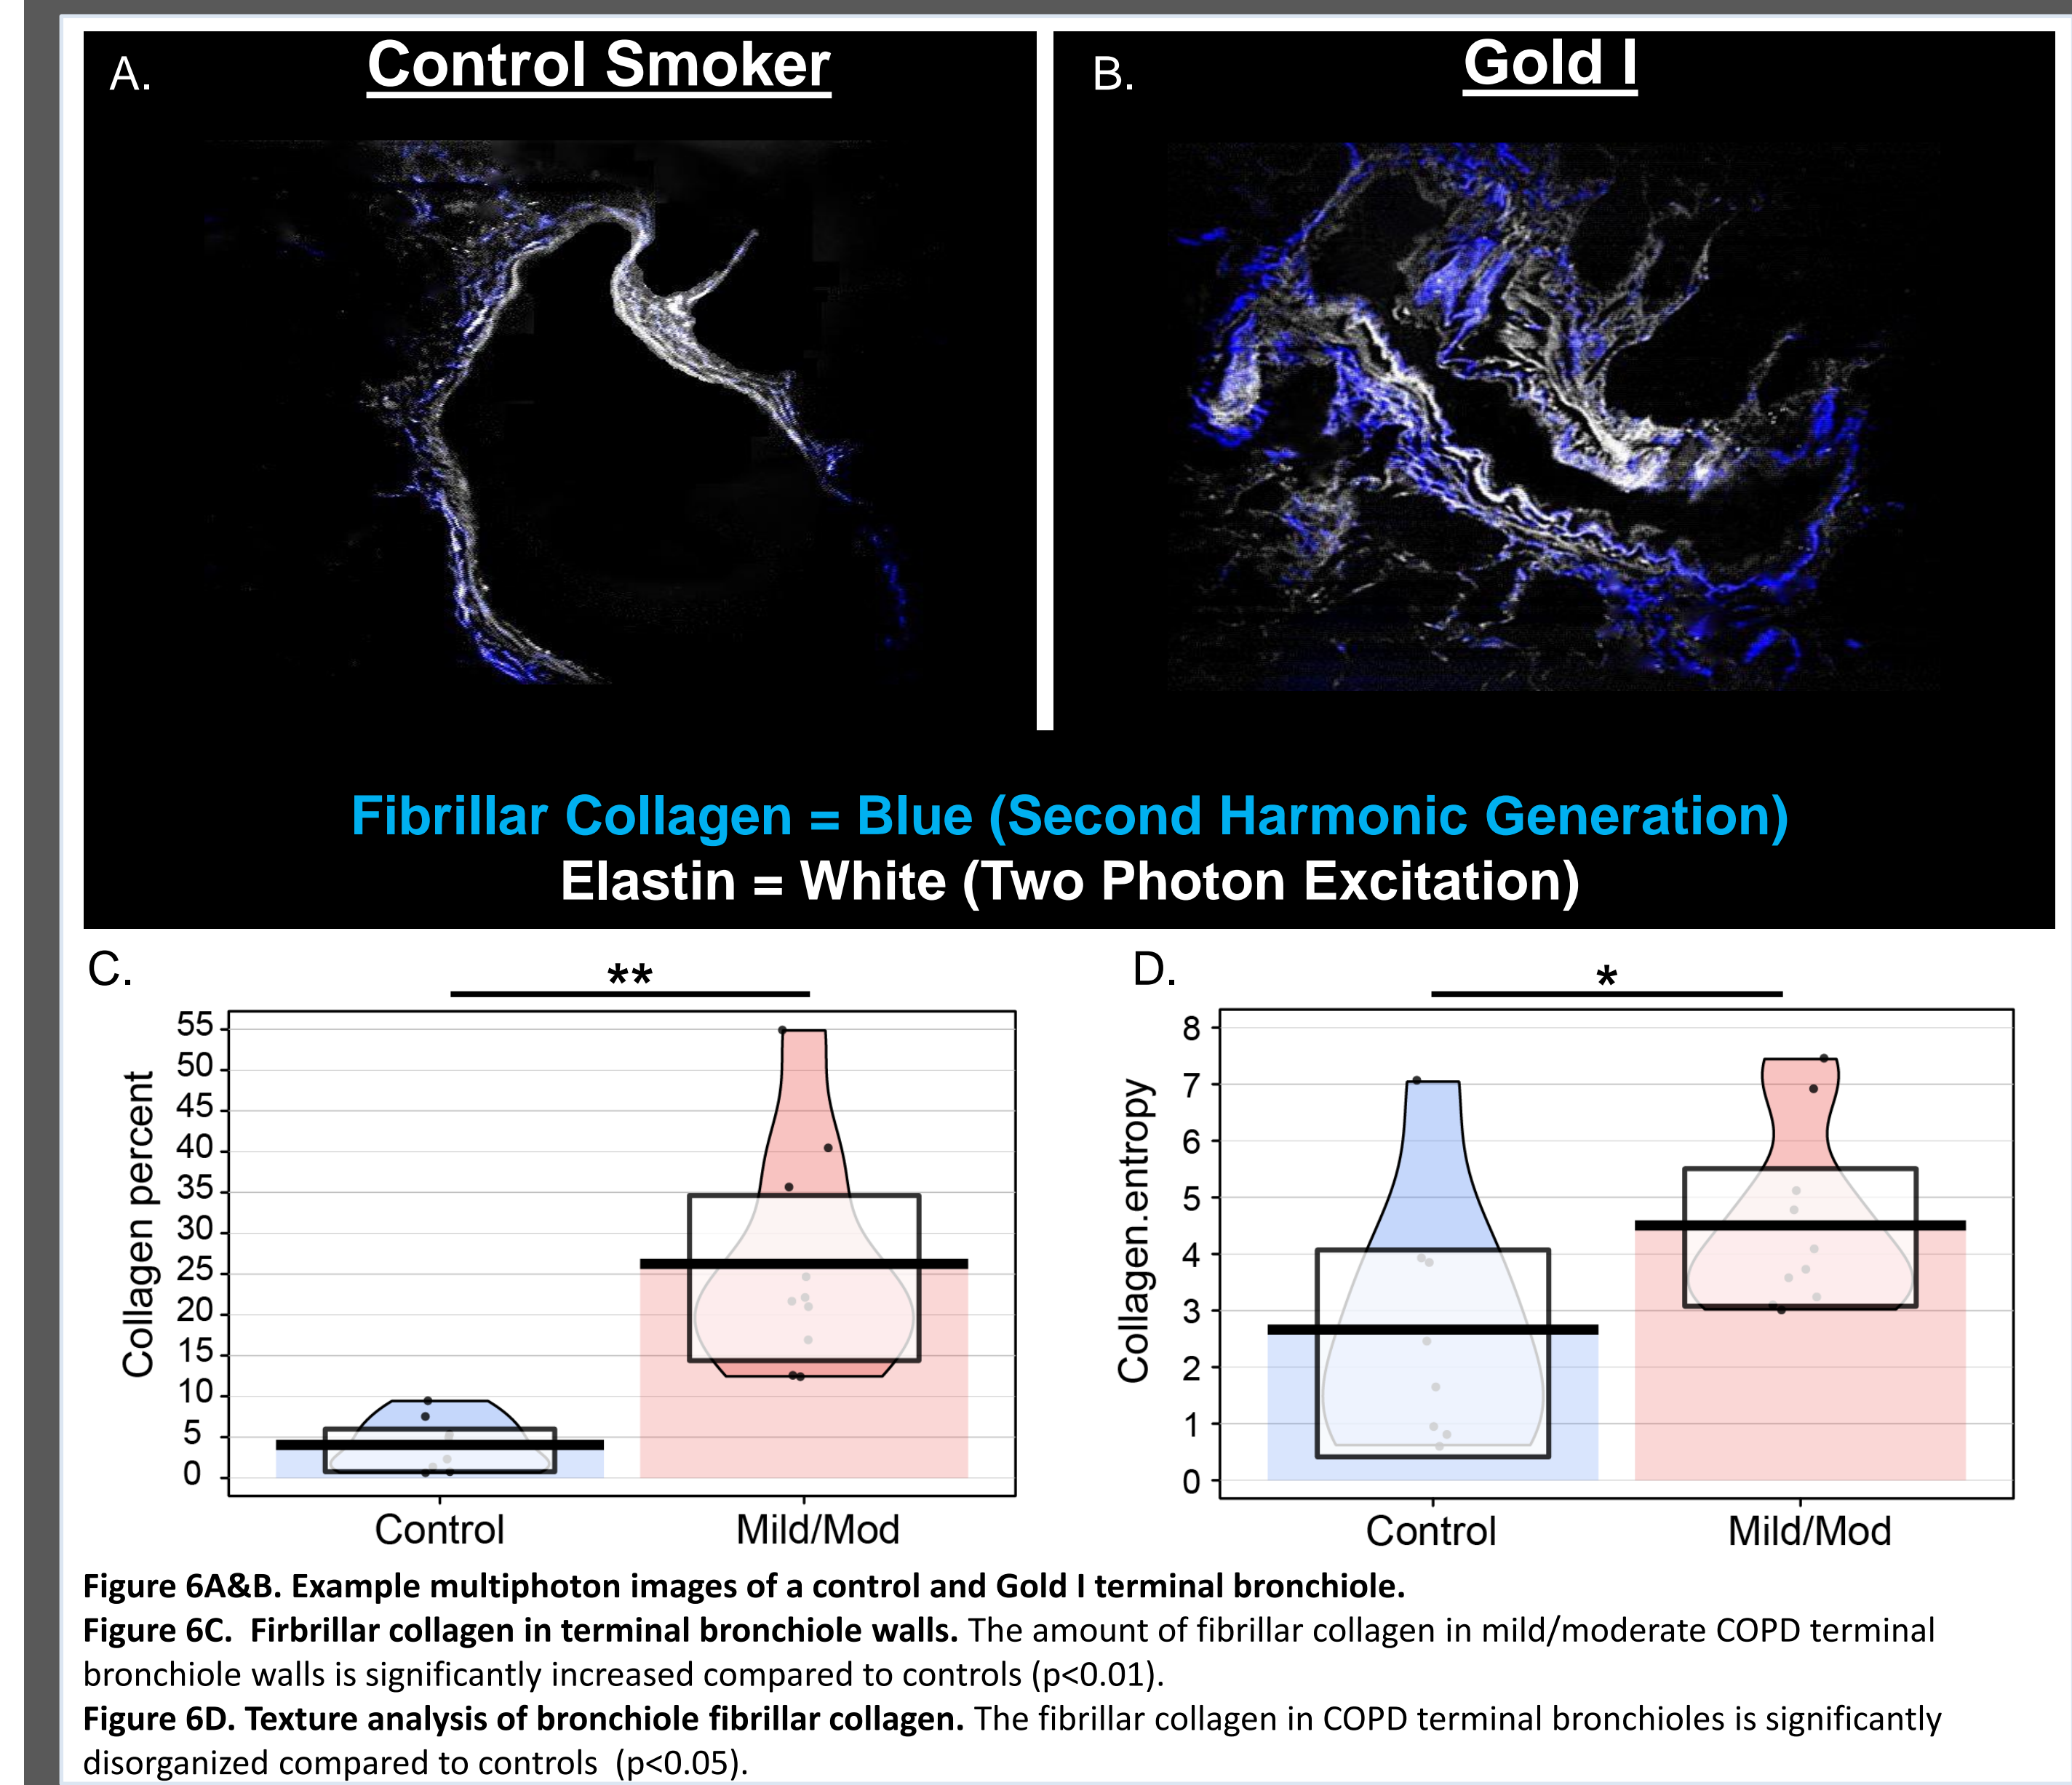 A.
Control Smoker
B.
Gold I
Fibrillar Collagen = Blue (Second Harmonic Generation)
Elastin = White (Two Photon Excitation)
C.
**
Collagen percent
55
50
45
40
35
30
25
20
15
10
5
0
Control
Mild/Mod
D.
*
Collagen.entropy
8
7
6
5
4
3
2
1
0
Control
Mild/Mod
Figure 6A&B. Example multiphoton images of a control and Gold I terminal bronchiole.
Figure 6C.  Firbrillar collagen in terminal bronchiole walls. The amount of fibrillar collagen in mild/moderate COPD terminal
bronchiole walls is significantly increased compared to controls (p<0.01).
Figure 6D. Texture analysis of bronchiole fibrillar collagen. The fibrillar collagen in COPD terminal bronchioles is significantly
disorganized compared to controls  (p<0.05).